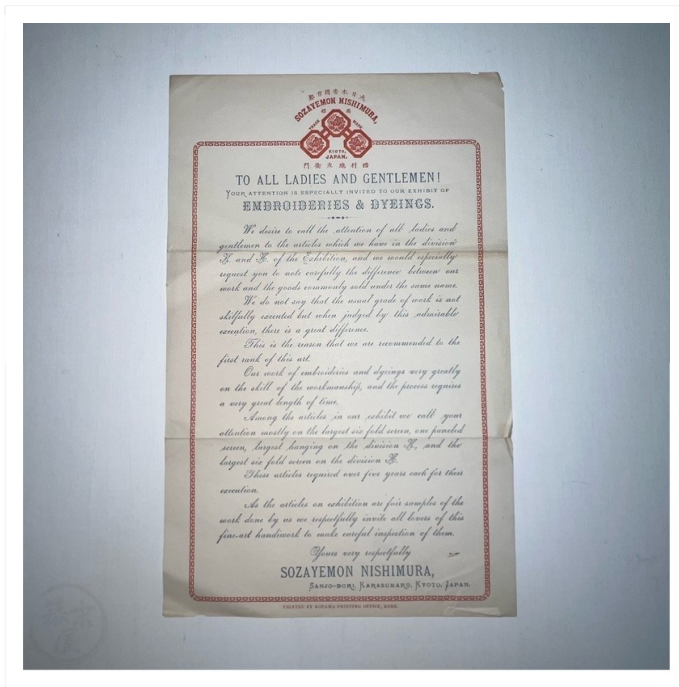 SOZAYEMON NISHIMURA,
TRADE MARK
KYOTO,
JAPAN.
TO ALL LADIES AND GENTLEMEN!
YOUR ATTENTION IS ESPECIALLY INVITED TO OUR EXHIBIT OF
EMBROIDERIES & DYEINGS.
We desire to call the attention of all ladies and
gentlemen to the articles which we have in the division
and of the Exhibition, and we would especially
request you to note carefully the difference between our
work and the goods commonly sold under the same name.
We do not say that the usual grade of work is not
skilfully executed but when judged by this admirable
execution, there is a great difference.
This is the reason that we are recommended to the
first rank of this art.
Our work of embroideries and dyeings very greatly
on the skill of the workmanship, and the process requires
a very great length of time.
Among the articles in our exhibit we call your
attention mostly on the largest six fold screen, one paneled
screen, largest hanging on the division and the
largest six fold screen on the division
These articles required over five years each for their
execution.
As the articles on exhibition are fair samples of the
work done by us we respectfully invite all lovers of this
fine-art handiwork to make careful inspection of them.
Yours very respectfully
SOZAYEMON NISHIMURA,
SANJO-DORI, KARASUMARO, KYOTO, JAPAN.
PRINTED BY PRINTING OFFICE, KOBE.